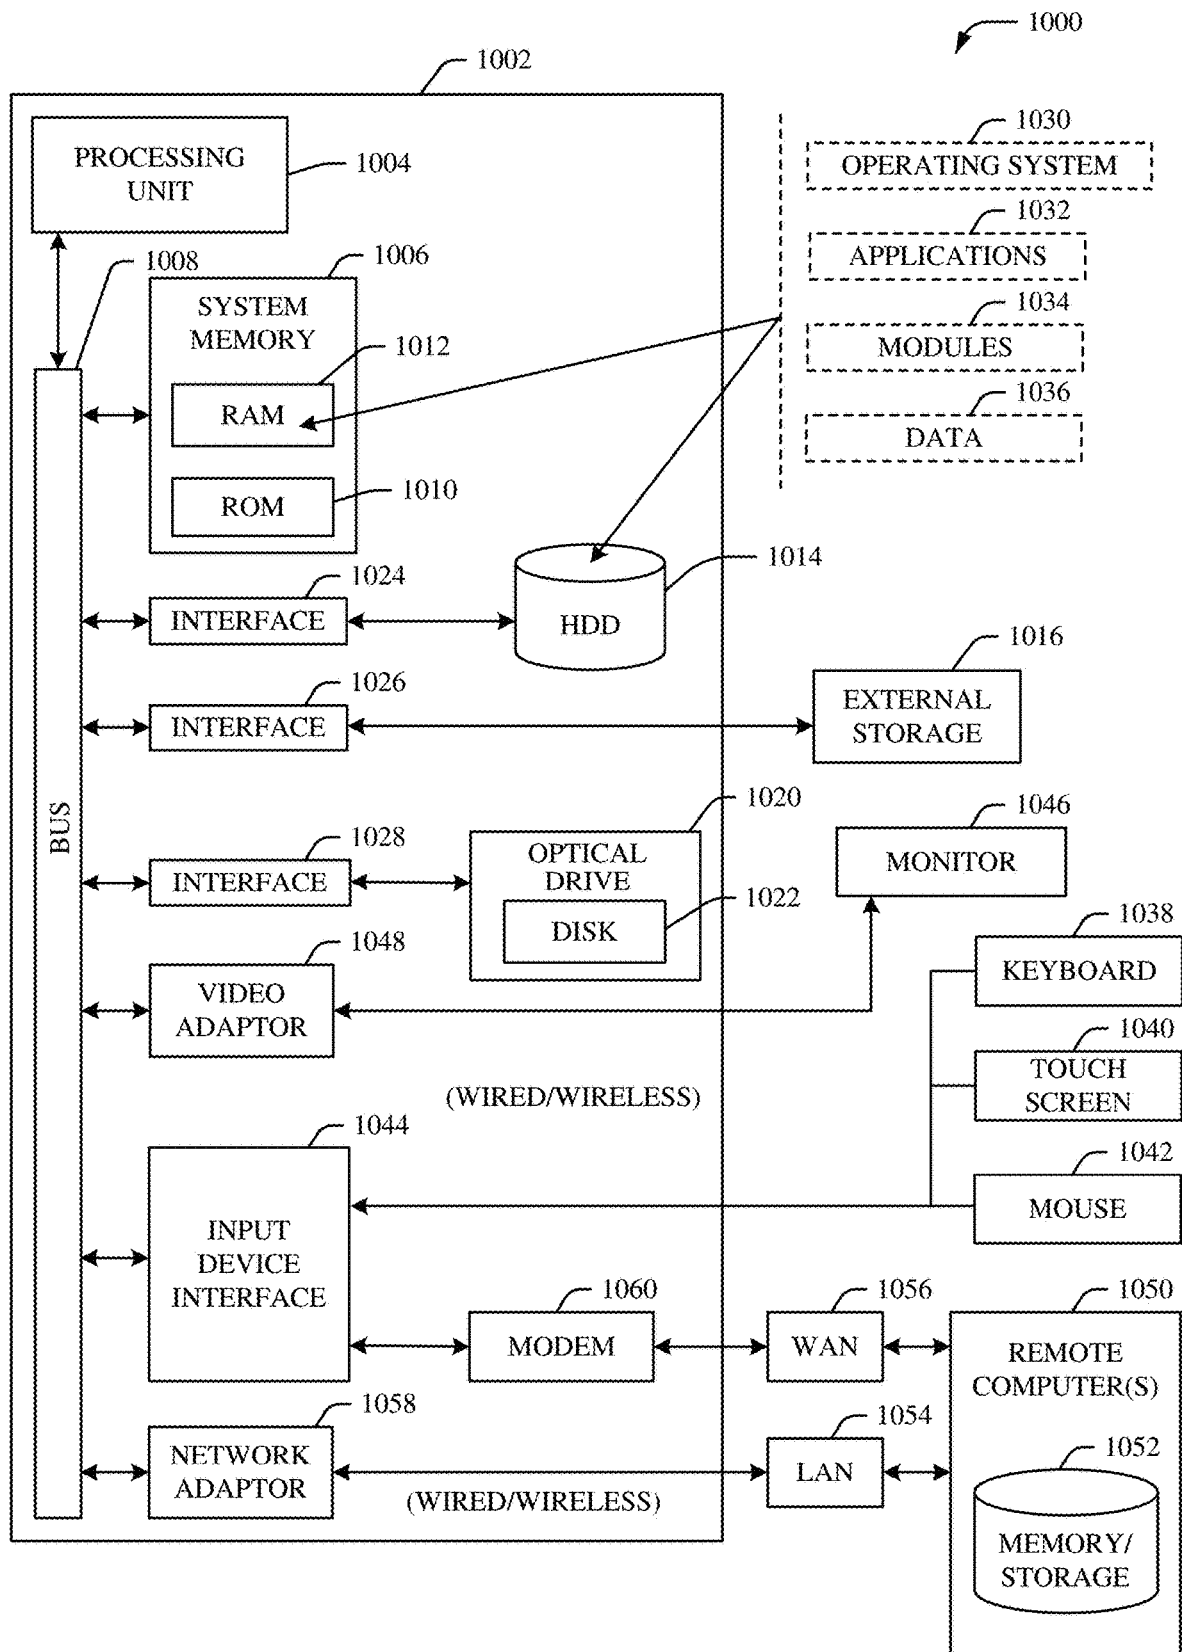 1000
1002
PROCESSING
UNIT
1004
1030
OPERATING SYSTEM
1032
APPLICATIONS
1034
MODULES
1036
DATA
1008
1006
SYSTEM
MEMORY
1012
RAM
1010
ROM
1014
HDD
1024
INTERFACE
1016
EXTERNAL
STORAGE
1026
INTERFACE
BUS
1020
OPTICAL
DRIVE
1022
DISK
1028
INTERFACE
1046
MONITOR
1048
VIDEO
ADAPTOR
1038
KEYBOARD
1040
TOUCH
SCREEN
1042
MOUSE
(WIRED/WIRELESS)
1044
INPUT
DEVICE
INTERFACE
1060
MODEM
1056
WAN
1050
REMOTE
COMPUTER(S)
1058
NETWORK
ADAPTOR
(WIRED/WIRELESS)
1054
LAN
1052
MEMORY/
STORAGE